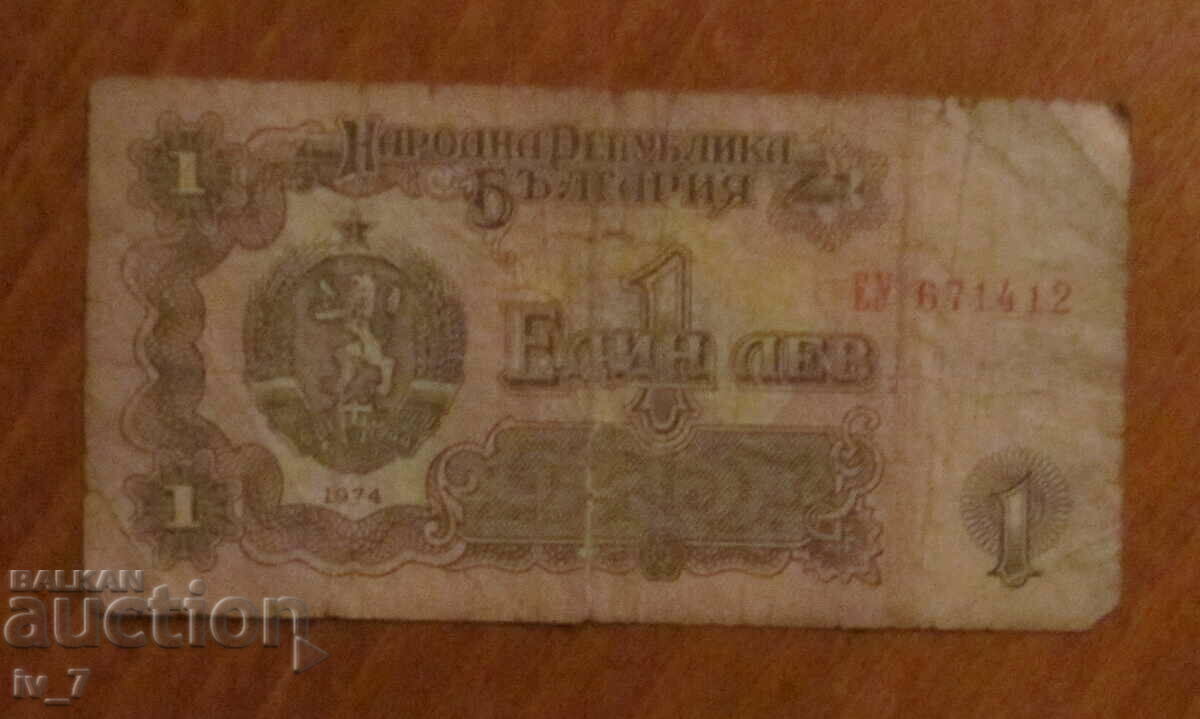 1
Народна Република
България
1
ЕУ 671412
Един лев
1974
1
1
BALKAN
auction
iv_7